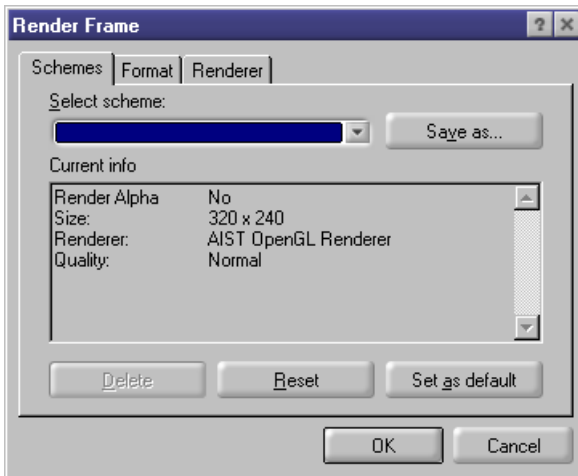 Render Frame
Schemes Format Renderer
Select scheme:
Save as...
Current info
Render Alpha No
Size: 320 x 240
Renderer: AIST OpenGL Renderer
Quality: Normal
Delete Reset Set as default
OK Cancel